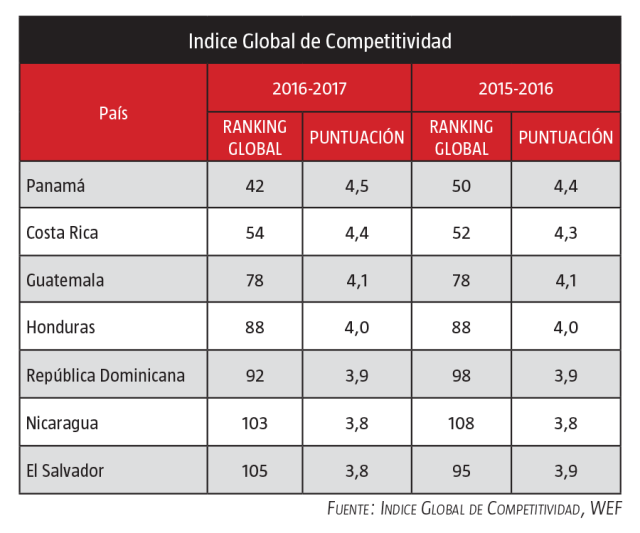 Indice Global de Competitividad
País
2016-2017
2015-2016
RANKING GLOBAL
PUNTUACIÓN
RANKING GLOBAL
PUNTUACIÓN
Panamá 42 4,5 50 4,4
Costa Rica 54 4,4 52 4,3
Guatemala 78 4,1 78 4,1
Honduras 88 4,0 88 4,0
República Dominicana 92 3,9 98 3,9
Nicaragua 103 3,8 108 3,8
El Salvador 105 3,8 95 3,9
Fuente: Indice Global de Competitividad, WEF